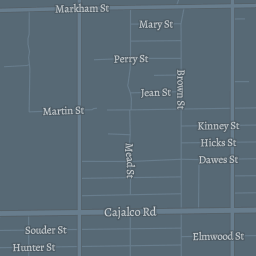 Markham St
Mary St
Perry St
Brown St
Jean St
Martin St
Kinney St
Hicks St
Mead St
Dawes St
Cajalco Rd
Souder St
Elmwood St
Hunter St